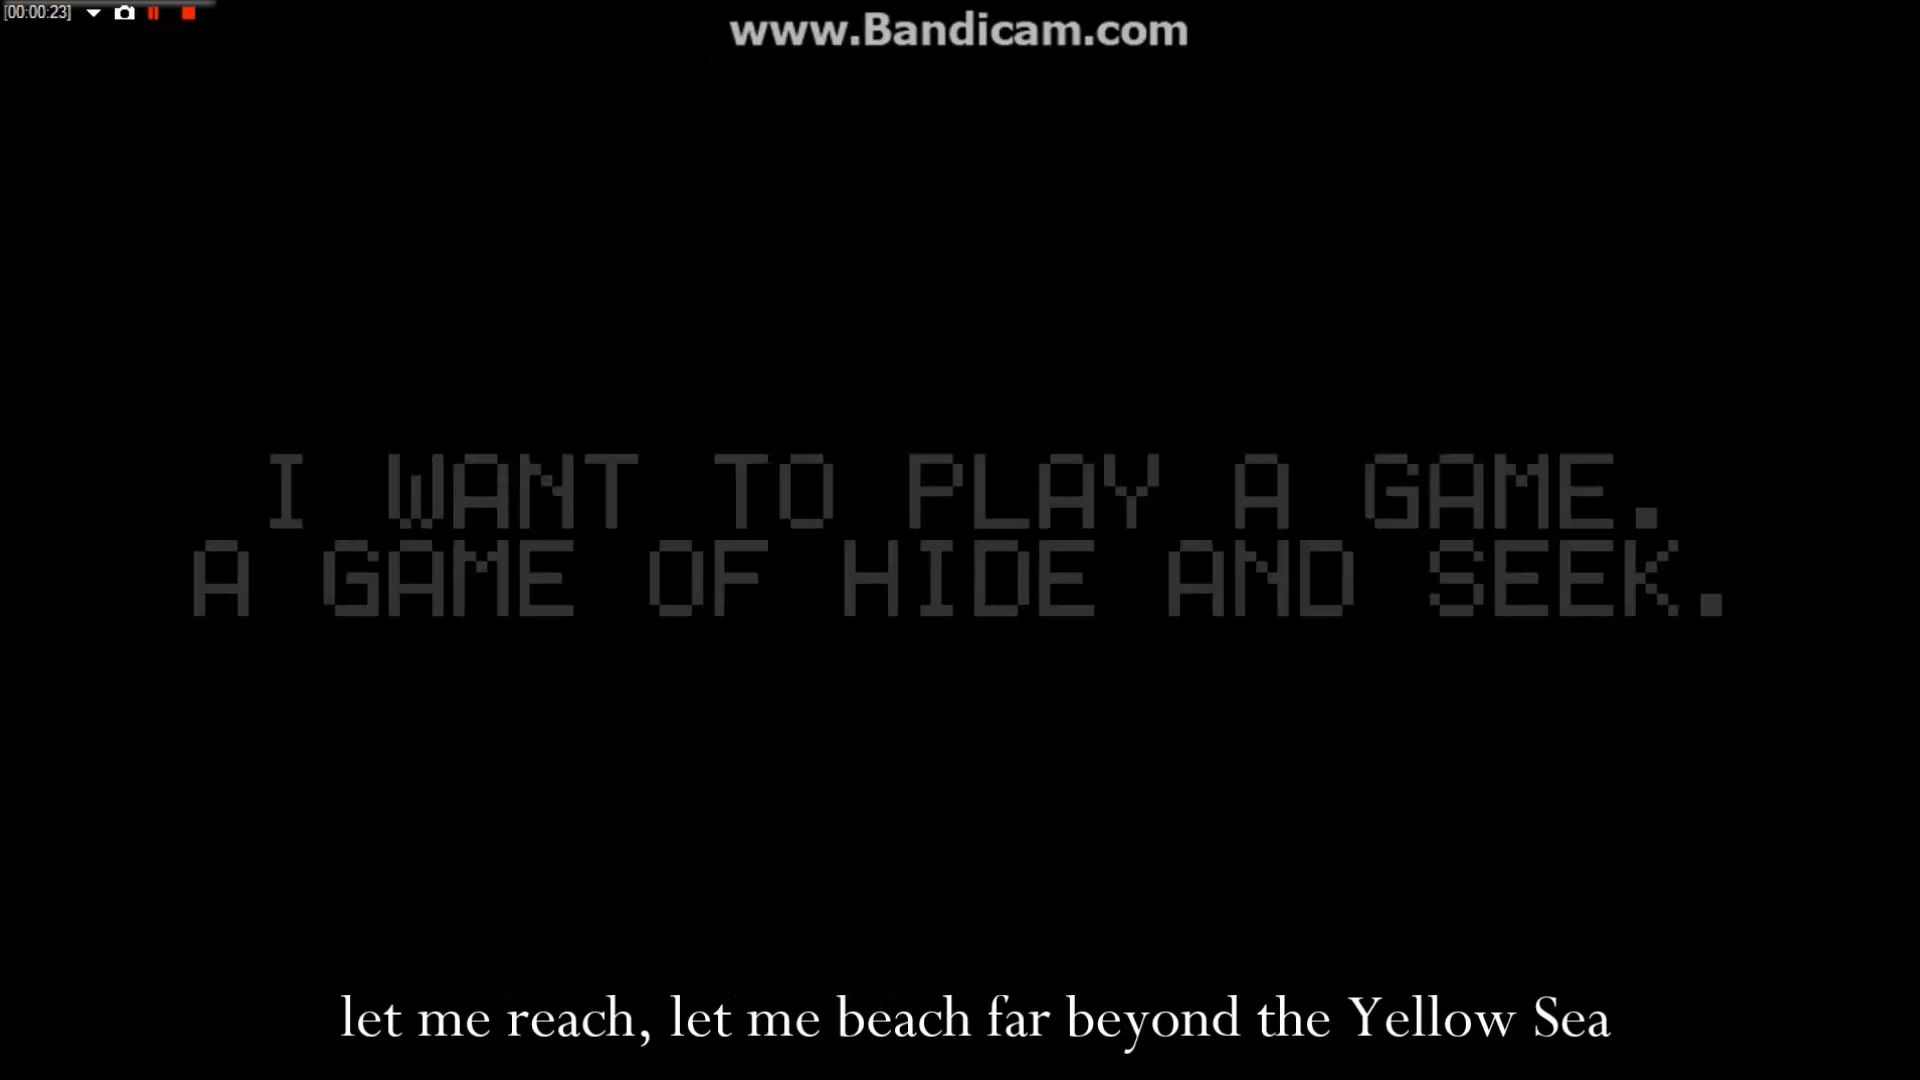 [00:00:23]
www.Bandicam.com
I WANT TO PLAY A GAME.
A GAME OF HIDE AND SEEK.
let me reach, let me beach far beyond the Yellow Sea